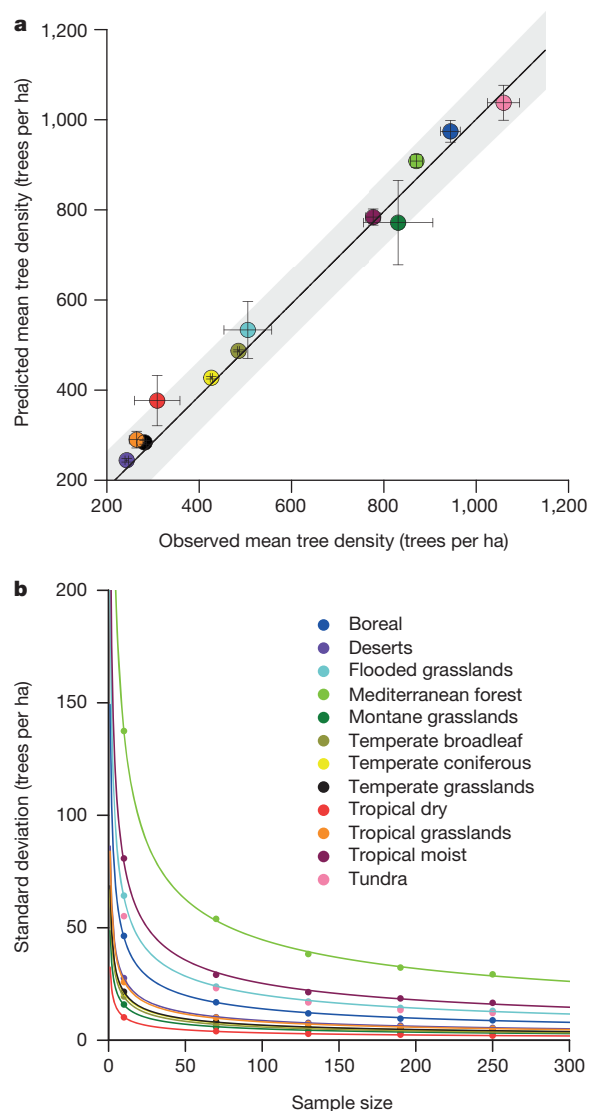 a
1,200
1,000
800
600
400
200
Predicted mean tree density (trees per ha)
200 400 600 800 1,000 1,200
Observed mean tree density (trees per ha)
b
200
150
100
50
0
Standard deviation (trees per ha)
Boreal
Deserts
Flooded grasslands
Mediterranean forest
Montane grasslands
Temperate broadleaf
Temperate coniferous
Temperate grasslands
Tropical dry
Tropical grasslands
Tropical moist
Tundra
0 50 100 150 200 250 300
Sample size